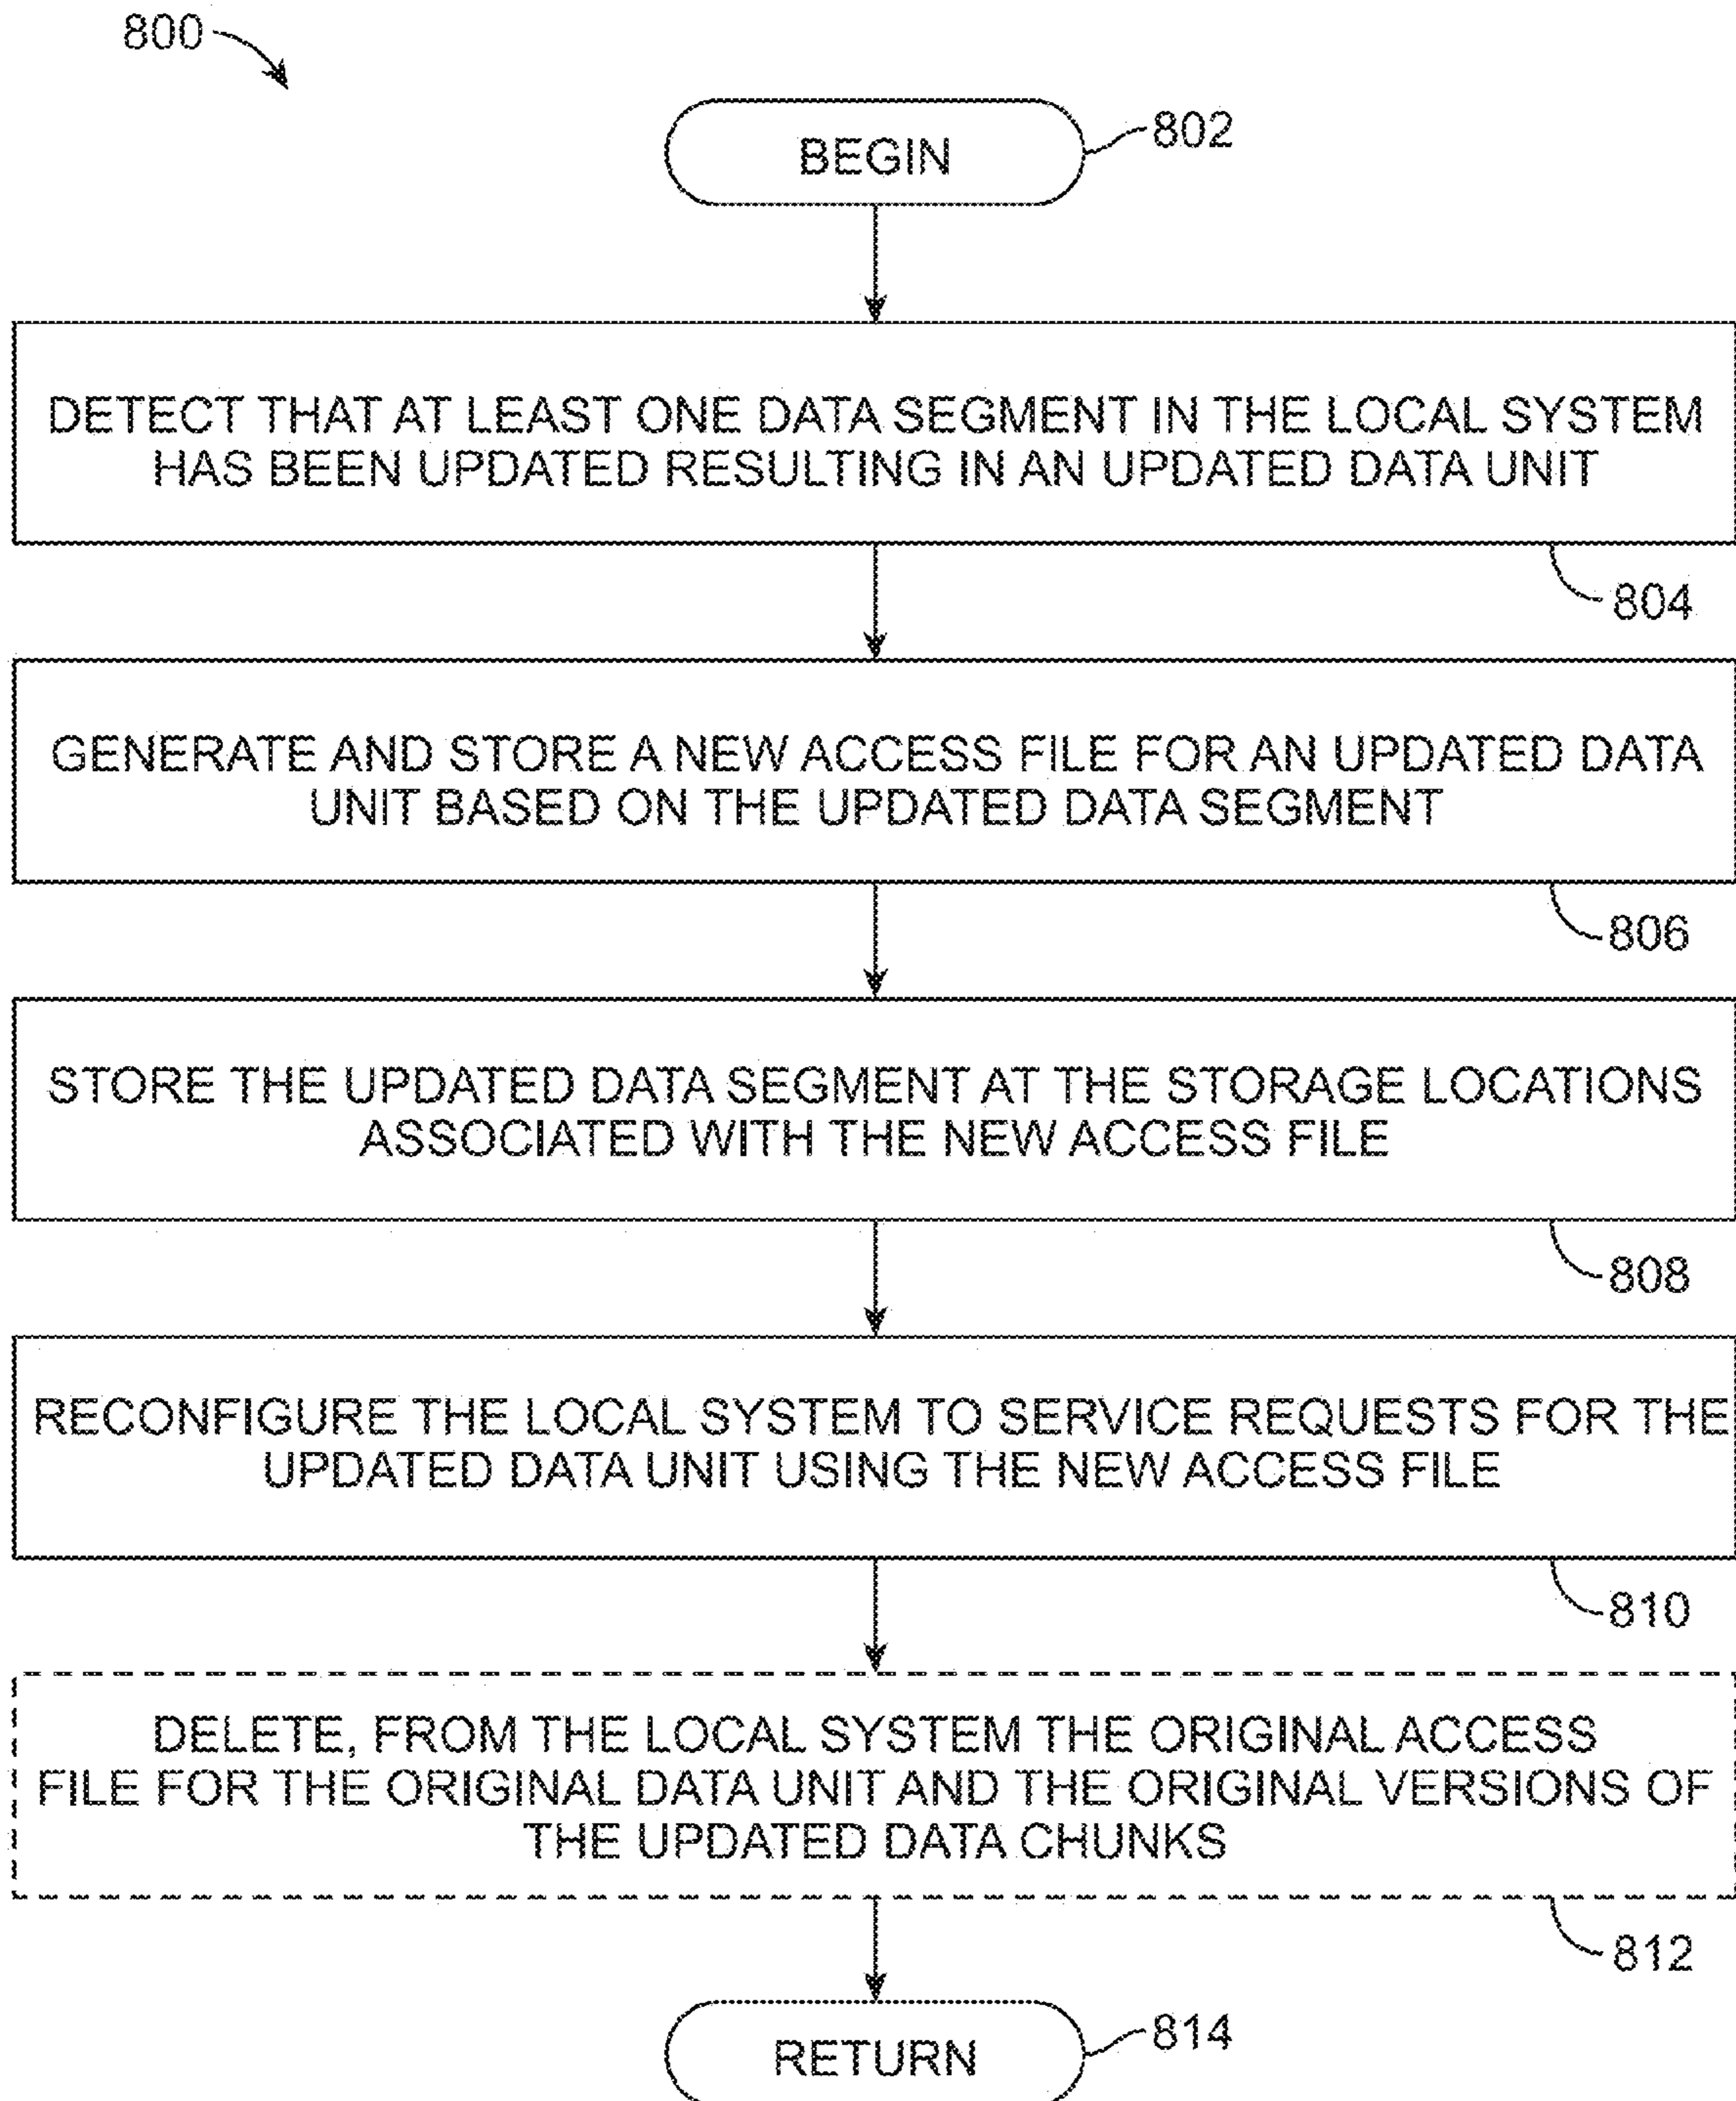 800
BEGIN
802
DETECT THAT AT LEAST ONE DATA SEGMENT IN THE LOCAL SYSTEM
HAS BEEN UPDATED RESULTING IN AN UPDATED DATA UNIT
804
GENERATE AND STORE A NEW ACCESS FILE FOR AN UPDATED DATA
UNIT BASED ON THE UPDATED DATA SEGMENT
806
STORE THE UPDATED DATA SEGMENT AT THE STORAGE LOCATIONS
ASSOCIATED WITH THE NEW ACCESS FILE
808
RECONFIGURE THE LOCAL SYSTEM TO SERVICE REQUESTS FOR THE
UPDATED DATA UNIT USING THE NEW ACCESS FILE
810
DELETE, FROM THE LOCAL SYSTEM THE ORIGINAL ACCESS
FILE FOR THE ORIGINAL DATA UNIT AND THE ORIGINAL VERSIONS OF
THE UPDATED DATA CHUNKS
812
RETURN
814